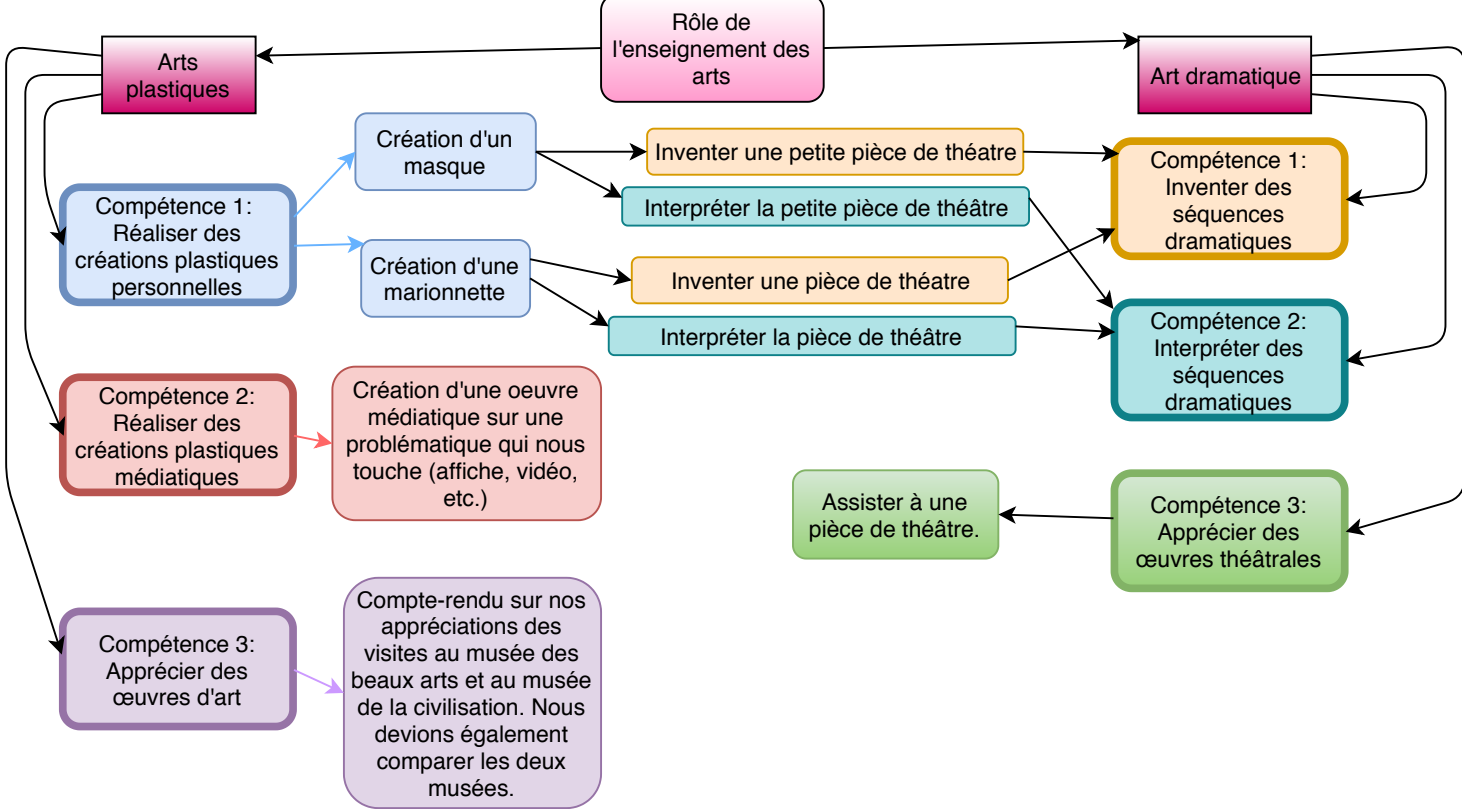 Rôle de
l'enseignement des
arts
Arts
plastiques
Art dramatique
Création d'un
masque
Inventer une petite pièce de théatre
Compétence 1:
Inventer des
séquences
dramatiques
Compétence 1:
Réaliser des
créations plastiques
personnelles
Interpréter la petite pièce de théâtre
Création d'une
marionnette
Inventer une pièce de théatre
Interpréter la pièce de théâtre
Compétence 2:
Interpréter des
séquences
dramatiques
Compétence 2:
Réaliser des
créations plastiques
médiatiques
Création d'une oeuvre
médiatique sur une
problématique qui nous
touche (affiche, vidéo,
etc.)
Assister à une
pièce de théâtre.
Compétence 3:
Apprécier des
œuvres théâtrales
Compétence 3:
Apprécier des
œuvres d'art
Compte-rendu sur nos
appréciations des
visites au musée des
beaux arts et au musée
de la civilisation. Nous
devions également
comparer les deux
musées.